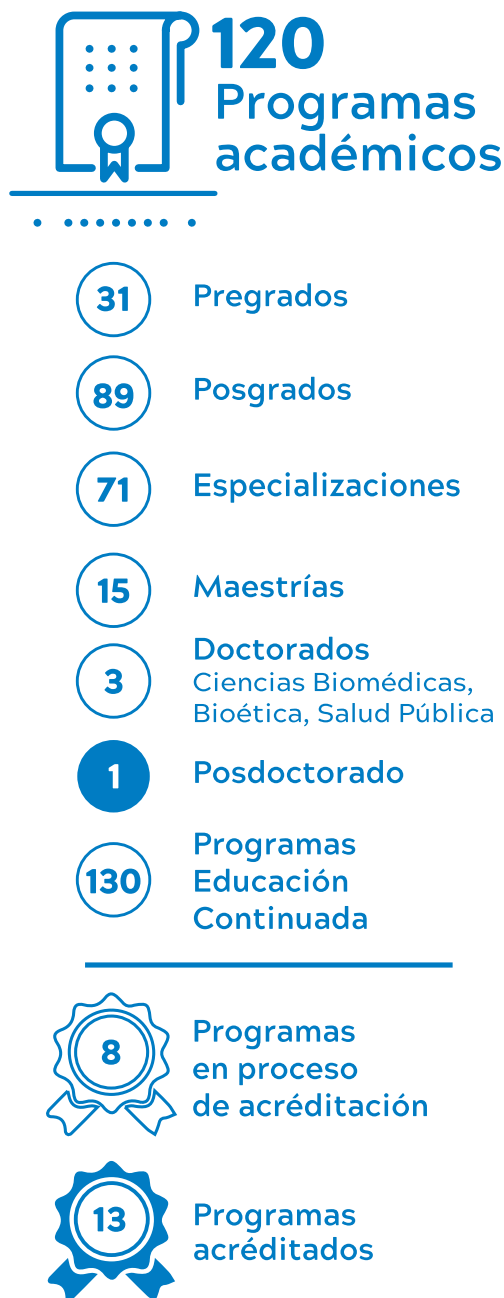 120
Programas
académicos
31 Pregrados
89 Posgrados
71 Especializaciones
15 Maestrías
3 Doctorados
Ciencias Biomédicas,
Bioética, Salud Pública
1 Posdoctorado
130 Programas
Educación
Continuada
8 Programas
en proceso
de acréditación
13 Programas
acréditados